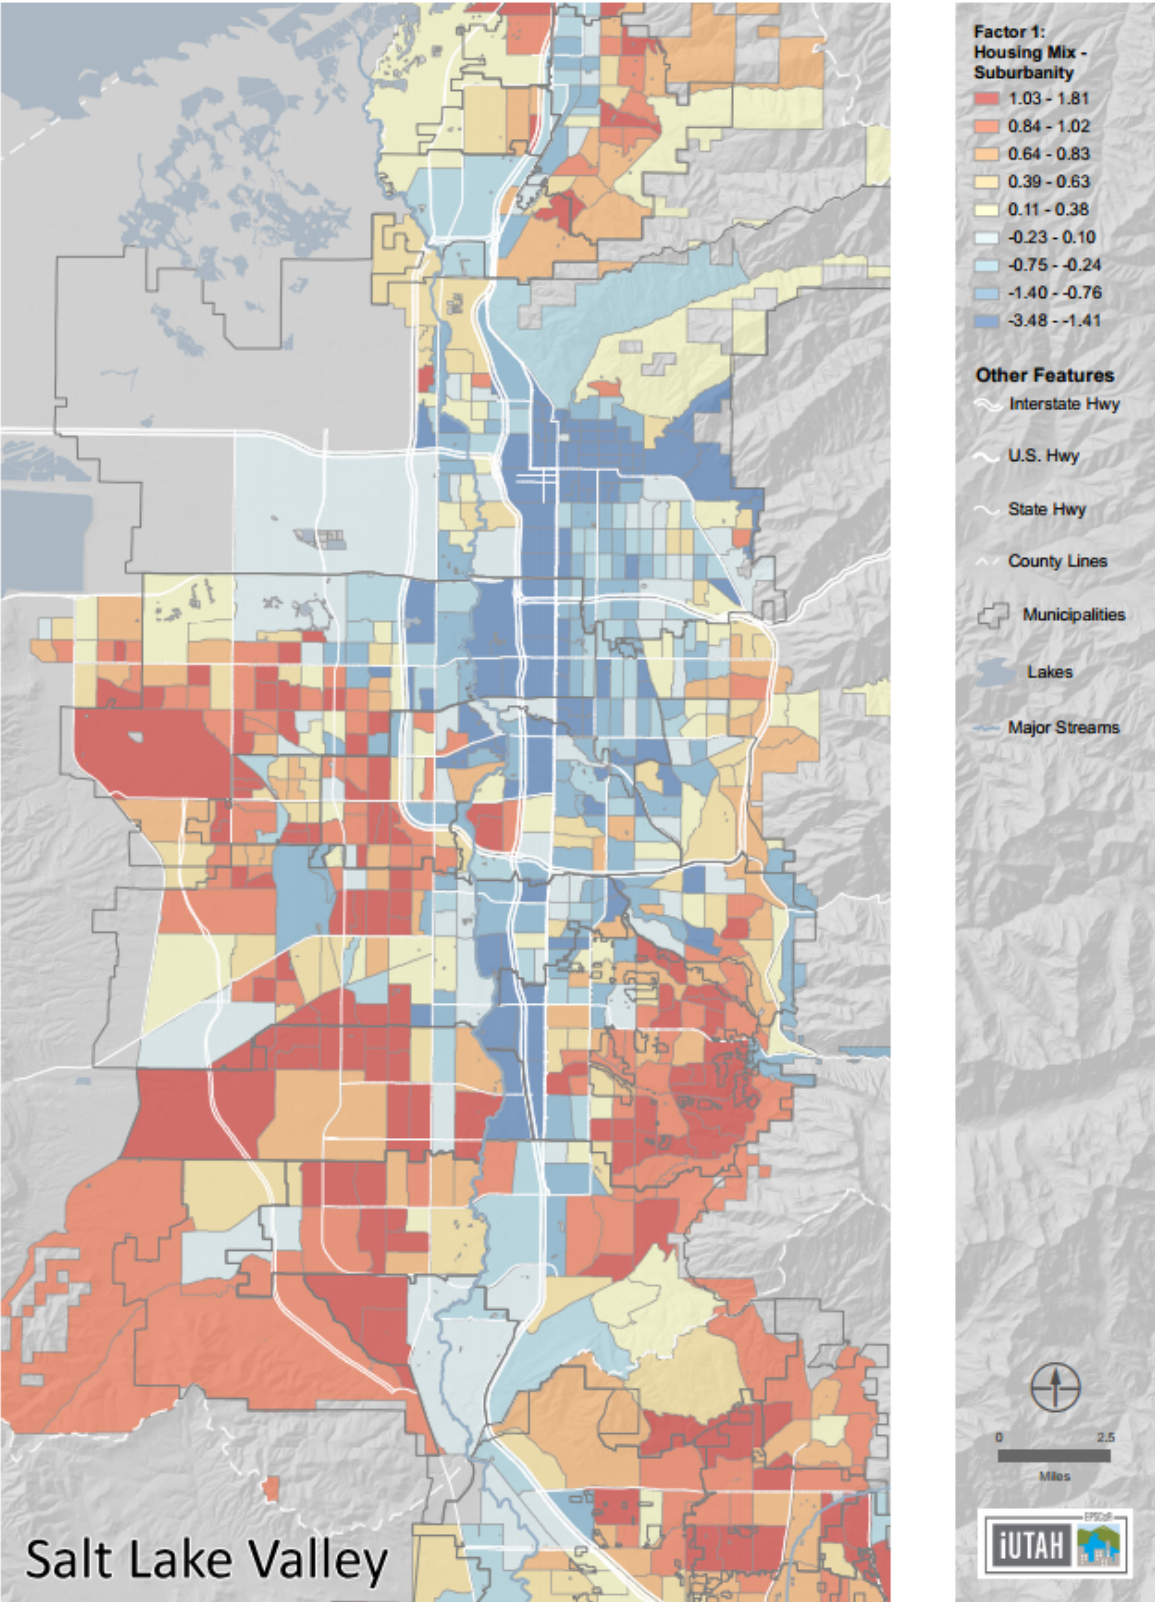 Factor 1:
Housing Mix -
Suburbanity
1.03 - 1.81
0.84 - 1.02
0.64 - 0.83
0.39 - 0.63
0.11 - 0.38
-0.23 - 0.10
-0.75 - -0.24
-1.40 - -0.76
-3.48 - -1.41
Other Features
Interstate Hwy
U.S. Hwy
State Hwy
County Lines
Municipalities
Lakes
Major Streams
0 2.5
Miles
EPSCoR
iUTAH
Salt Lake Valley